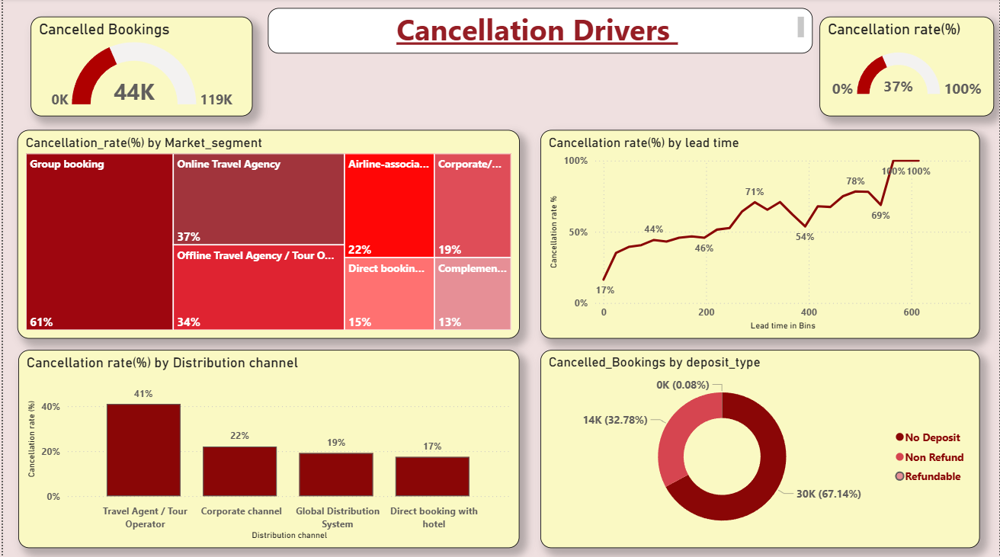 Cancelled Bookings
0K
44K
119K
Cancellation Drivers
Cancellation rate(%)
0%
37%
100%
Cancellation_rate(%) by Market_segment
Group booking
61%
Online Travel Agency
37%
Offline Travel Agency / Tour O...
34%
Airline-associa...
22%
Corporate/...
19%
Direct bookin...
15%
Complemen...
13%
Cancellation rate(%) by lead time
Cancellation rate %
100%
50%
0%
17%
44%
46%
71%
54%
78%
69%
100%
100%
0
200
400
600
Lead time in Bins
Cancellation rate(%) by Distribution channel
Cancellation rate (%)
40%
20%
0%
41%
22%
19%
17%
Travel Agent / Tour
Operator
Corporate channel
Global Distribution
System
Direct booking with
hotel
Distribution channel
Cancelled_Bookings by deposit_type
0K (0.08%)
14K (32.78%)
30K (67.14%)
No Deposit
Non Refund
Refundable